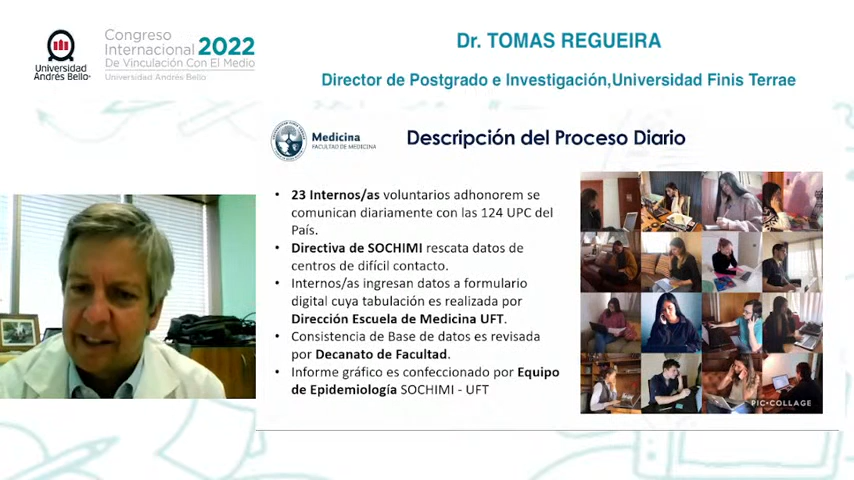 Universidad
Andrés Bello
Congreso
Internacional 2022
De Vinculación Con El Medio
Universidad Andrés Bello
Dr. TOMAS REGUEIRA
Director de Postgrado e Investigación,Universidad Finis Terrae
Medicina
FACULTAD DE MEDICINA
Descripción del Proceso Diario
• 23 Internos/as voluntarios adhonorem se
comunican diariamente con las 124 UPC del
País.
• Directiva de SOCHIMI rescata datos de
centros de difícil contacto.
• Internos/as ingresan datos a formulario
digital cuya tabulación es realizada por
Dirección Escuela de Medicina UFT.
• Consistencia de Base de datos es revisada
por Decanato de Facultad.
• Informe gráfico es confeccionado por Equipo
de Epidemiología SOCHIMI - UFT
PIC•COLLAGE